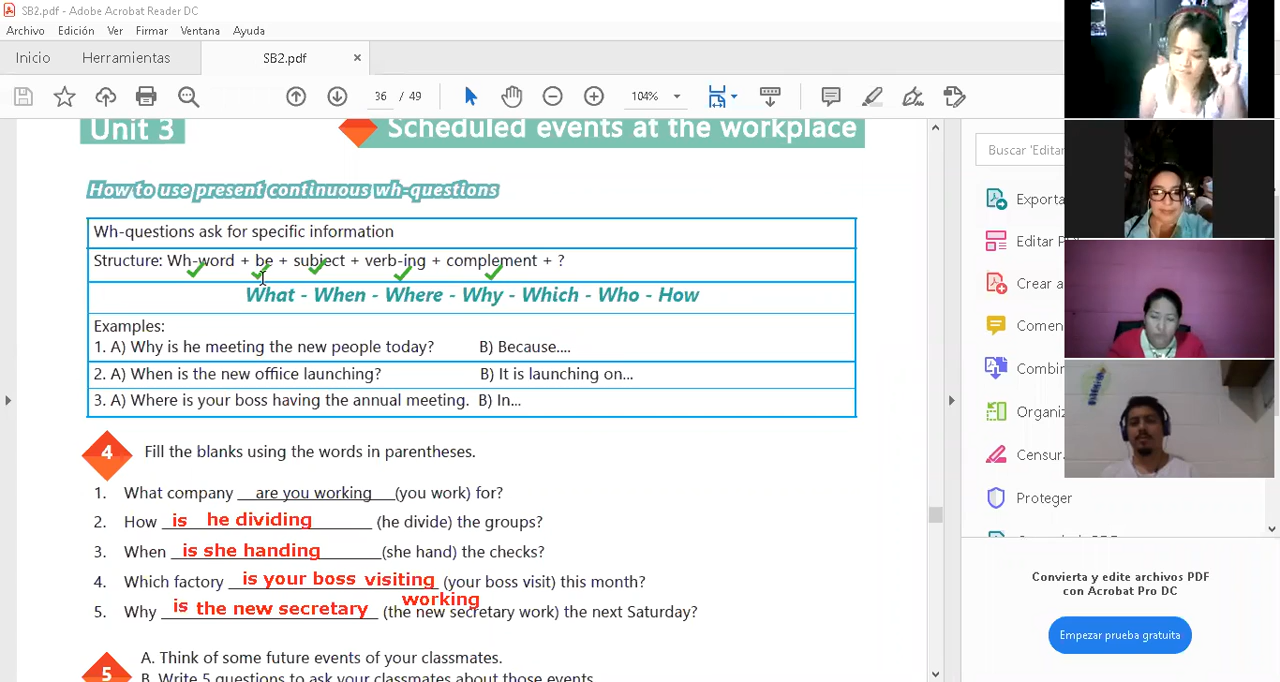 SB2.pdf - Adobe Acrobat Reader DC
Archivo Edición Ver Firmar Ventana Ayuda
Inicio Herramientas SB2.pdf ×
36 / 49 104%
Unit 3 Scheduled events at the workplace
Buscar 'Editar
How to use present continuous wh-questions
Wh-questions ask for specific information
Structure: Wh-word + be + subject + verb-ing + complement + ?
What - When - Where - Why - Which - Who - How
Examples:
1. A) Why is he meeting the new people today? B) Because....
2. A) When is the new office launching? B) It is launching on...
3. A) Where is your boss having the annual meeting. B) In...
4 Fill the blanks using the words in parentheses.
1. What company are you working (you work) for?
2. How is he dividing (he divide) the groups?
3. When is she handing (she hand) the checks?
4. Which factory is your boss visiting (your boss visit) this month?
working
5. Why is the new secretary (the new secretary work) the next Saturday?
5 A. Think of some future events of your classmates.
B. Write 5 questions to ask your classmates about those events.
Exporta
Editar P
Crear a
Comen
Combin
Organiz
Censur
Proteger
Convierta y edite archivos PDF
con Acrobat Pro DC
Empezar prueba gratuita